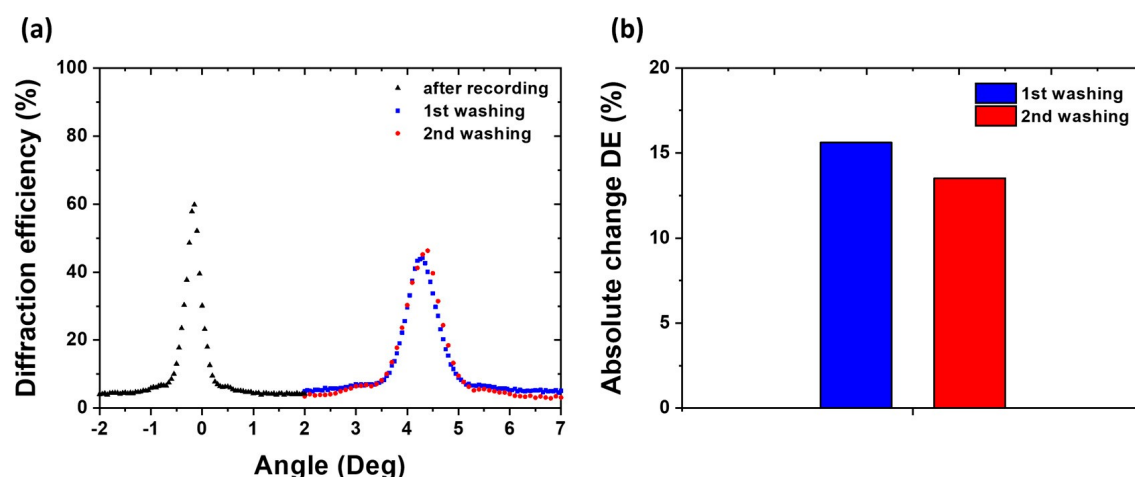 (a)
Diffraction efficiency (%)
100
80
60
40
20
0
-2 -1 0 1 2 3 4 5 6 7
Angle (Deg)
after recording
1st washing
2nd washing
(b)
Absolute change DE (%)
20
15
10
5
0
1st washing
2nd washing